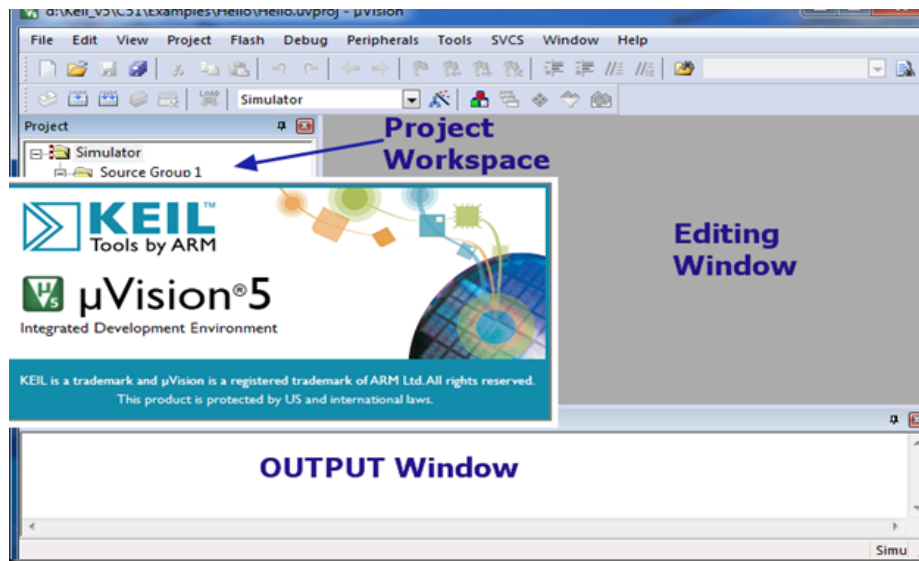 d:\Keil_v5\C51\Examples\Hello\Hello.uvproj - µVision
File Edit View Project Flash Debug Peripherals Tools SVCS Window Help
LOAD
Simulator
Project
Project
Workspace
Simulator
Source Group 1
KEIL™
Tools by ARM
µVision®5
Integrated Development Environment
KEIL is a trademark and µVision is a registered trademark of ARM Ltd. All rights reserved.
This product is protected by US and international laws.
Editing
Window
OUTPUT Window
Simu